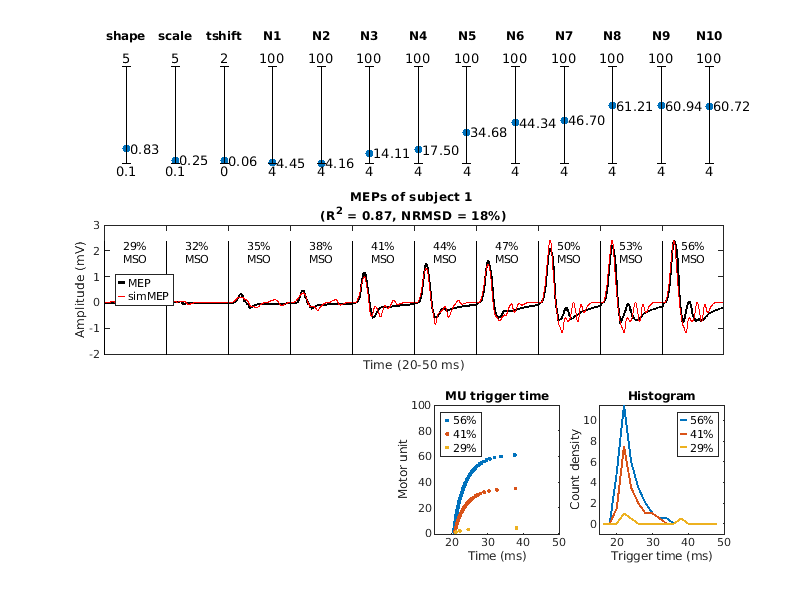 shape scale tshift N1 N2 N3 N4 N5 N6 N7 N8 N9 N10
5 5 2 100 100 100 100 100 100 100 100 100 100
0.83 0.25 0.06 4.45 4.16 14.11 17.50 34.68 44.34 46.70 61.21 60.94 60.72
0.1 0.1 0 4 4 4 4 4 4 4 4 4 4
MEPs of subject 1
(R² = 0.87, NRMSD = 18%)
Amplitude (mV)
3
2
1
0
-1
-2
29% 32% 35% 38% 41% 44% 47% 50% 53% 56%
MSO MSO MSO MSO MSO MSO MSO MSO MSO MSO
MEP
simMEP
Time (20-50 ms)
MU trigger time
Motor unit
100
80
60
40
20
0
56%
41%
29%
20 30 40 50
Time (ms)
Histogram
Count density
10
8
6
4
2
0
56%
41%
29%
20 30 40 50
Trigger time (ms)